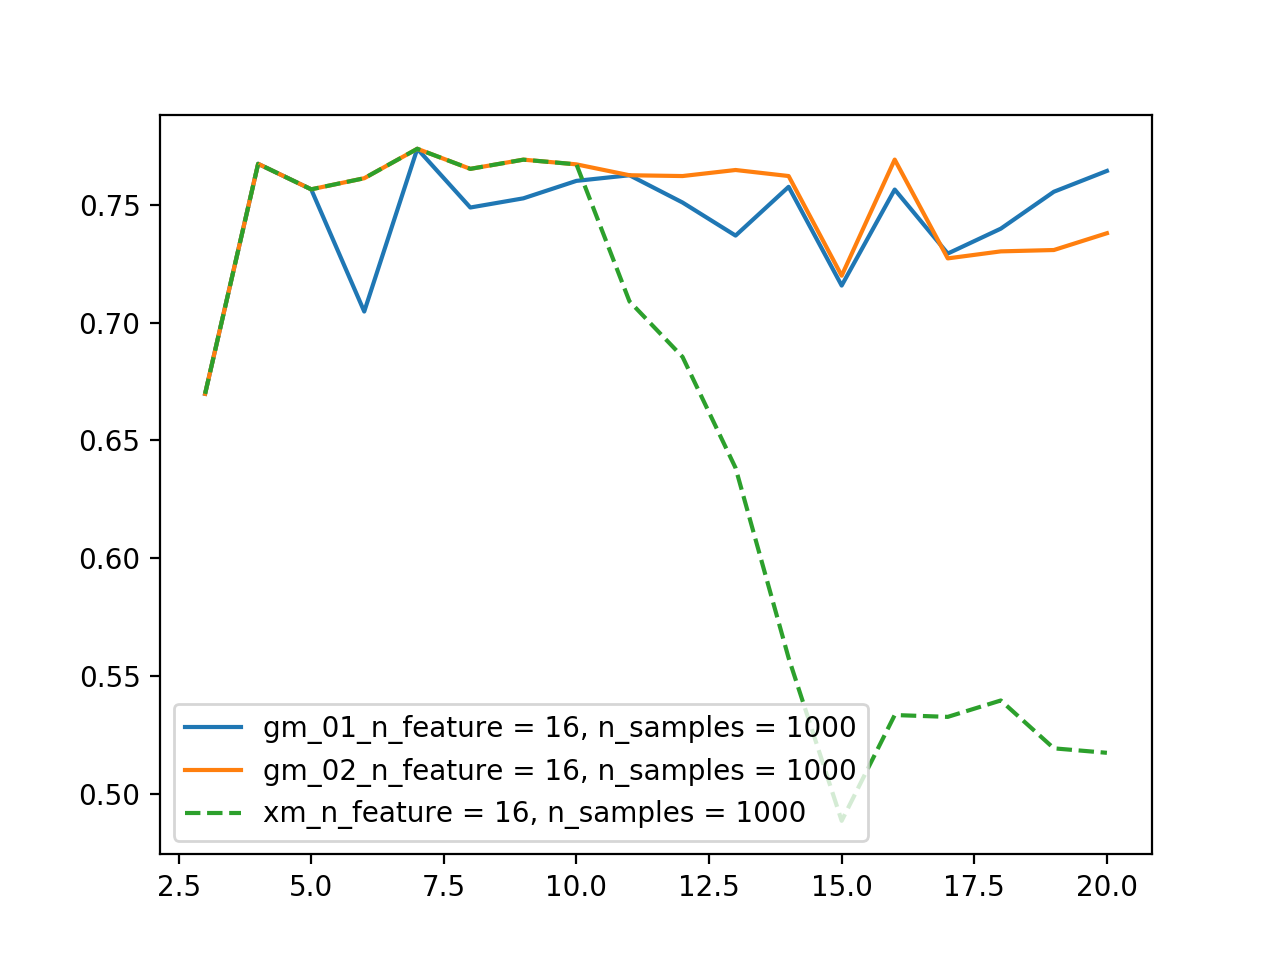 0.75
0.70
0.65
0.60
0.55
0.50
gm_01_n_feature = 16, n_samples = 1000
gm_02_n_feature = 16, n_samples = 1000
xm_n_feature = 16, n_samples = 1000
2.5 5.0 7.5 10.0 12.5 15.0 17.5 20.0